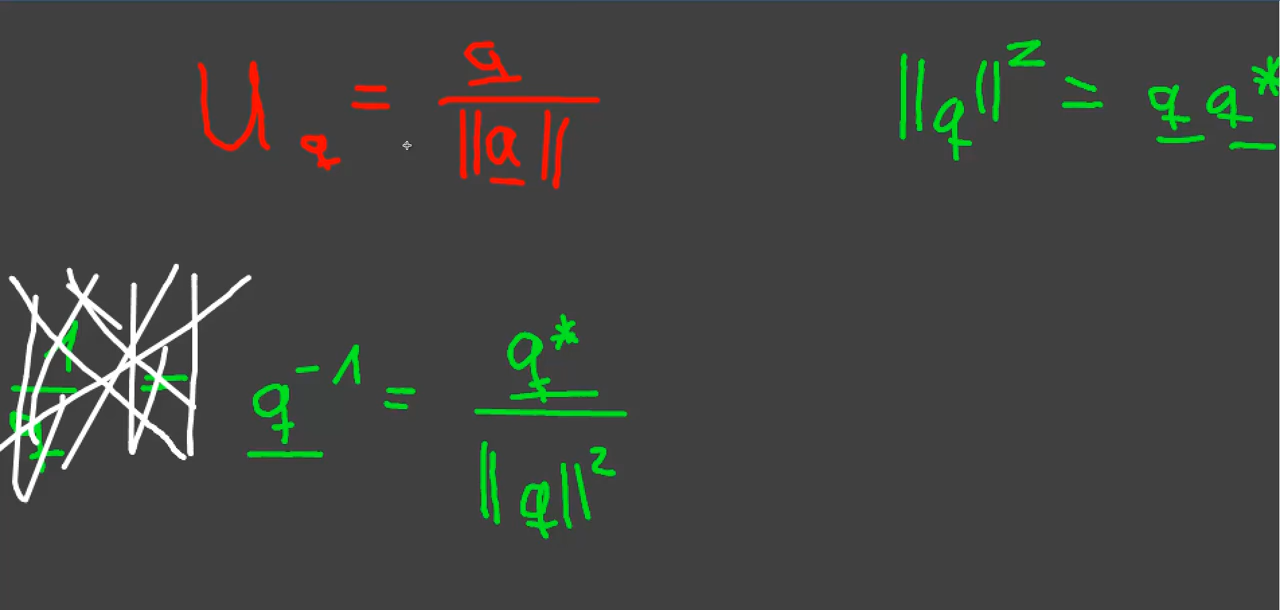 U_q = q / ||q||
||q||² = q q*
q⁻¹ = q* / ||q||²